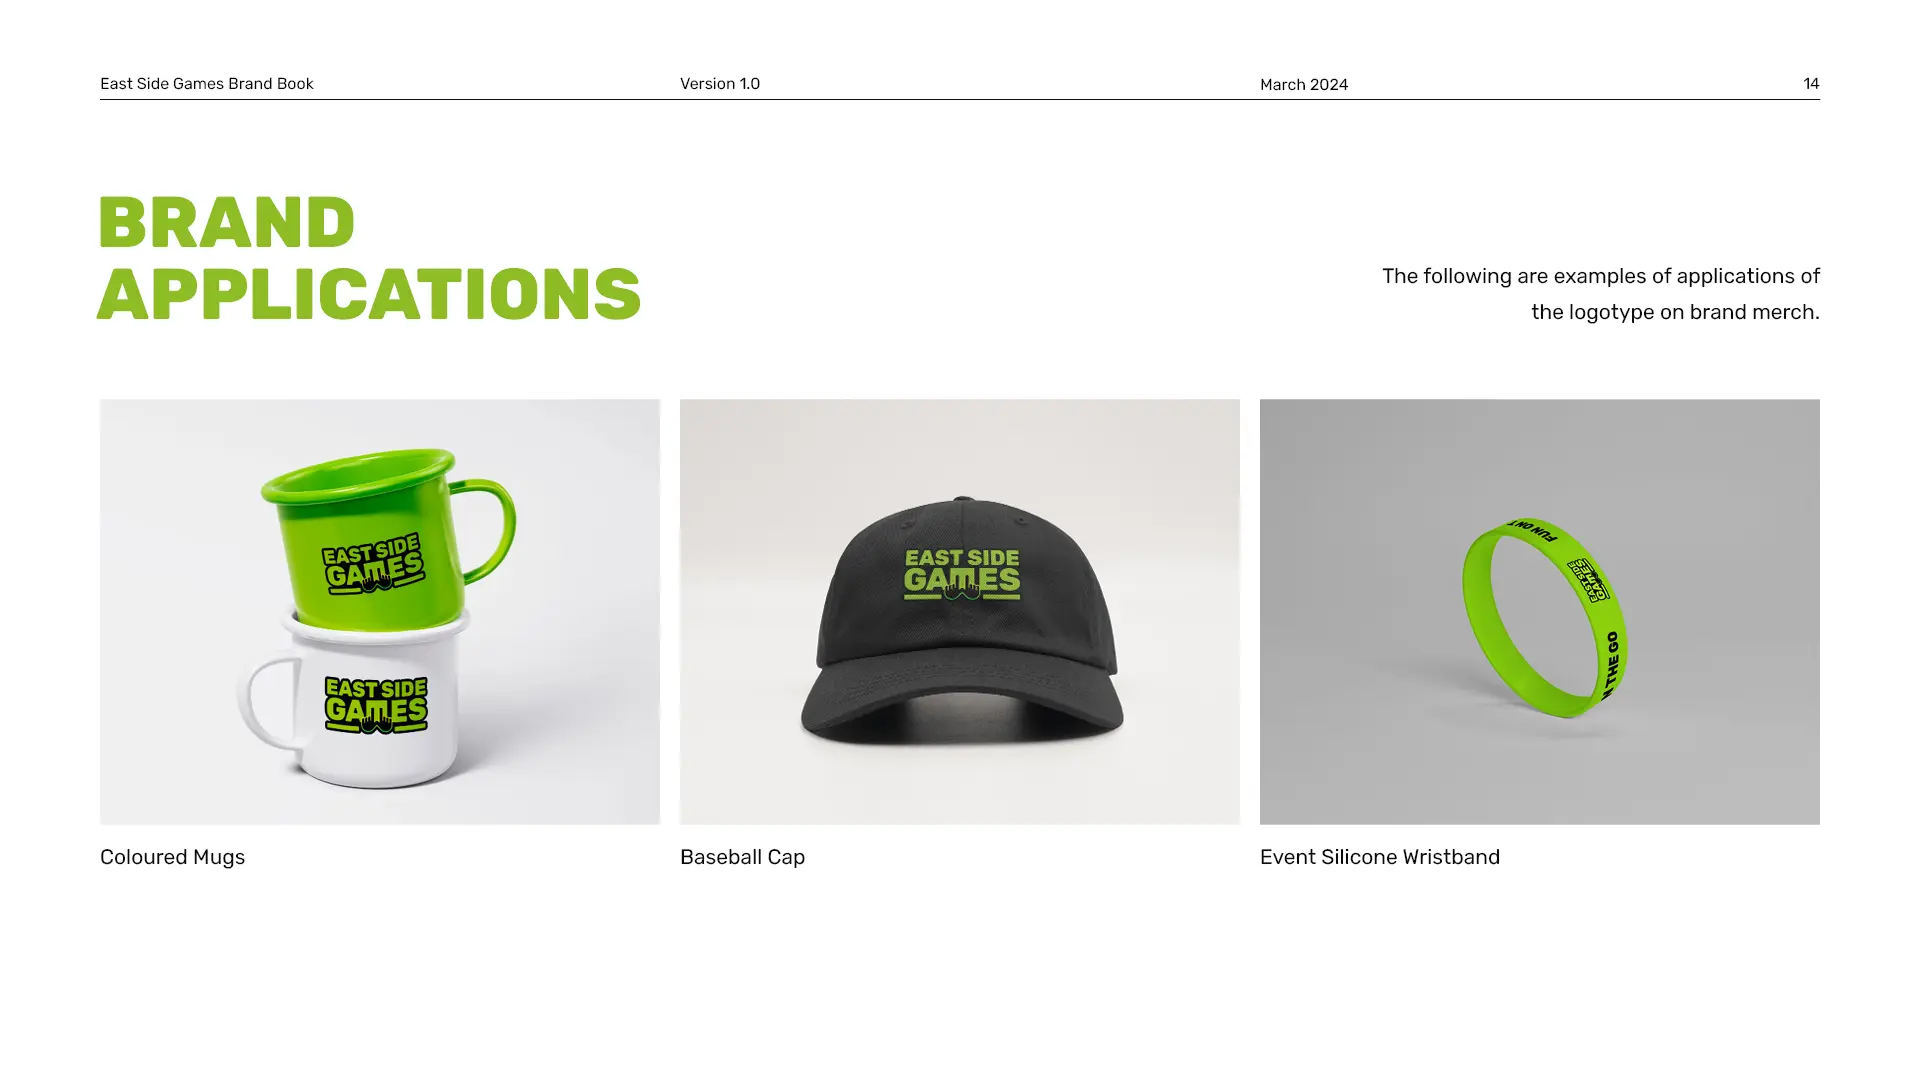 East Side Games Brand Book
Version 1.0
March 2024
14
BRAND
APPLICATIONS
The following are examples of applications of
the logotype on brand merch.
EAST SIDE
GAMES
EAST SIDE
GAMES
EAST SIDE
GAMES
FUN ON T
EAST SIDE
GAMES
N THE GO
Coloured Mugs
Baseball Cap
Event Silicone Wristband